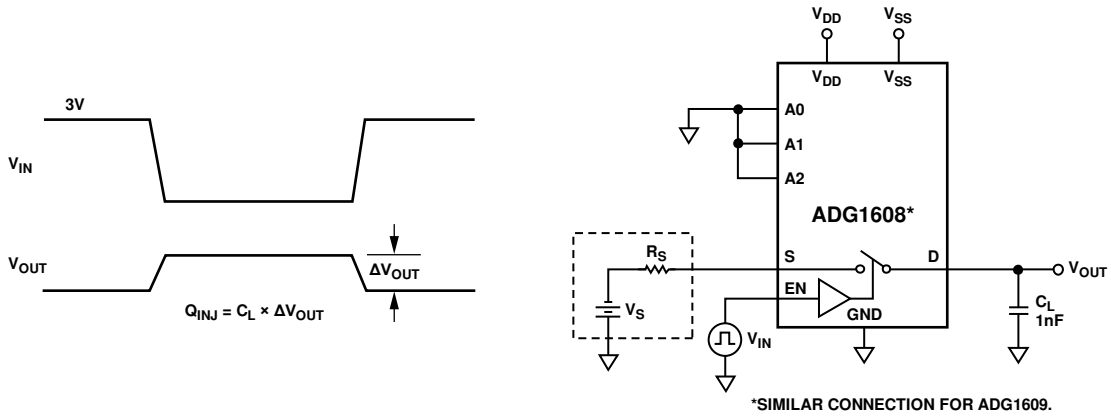 3V
V_IN
V_OUT
ΔV_OUT
Q_INJ = C_L × ΔV_OUT
V_DD
V_SS
V_DD
V_SS
A0
A1
A2
ADG1608*
R_S
S
D
V_OUT
EN
V_S
GND
C_L
1nF
V_IN
*SIMILAR CONNECTION FOR ADG1609.